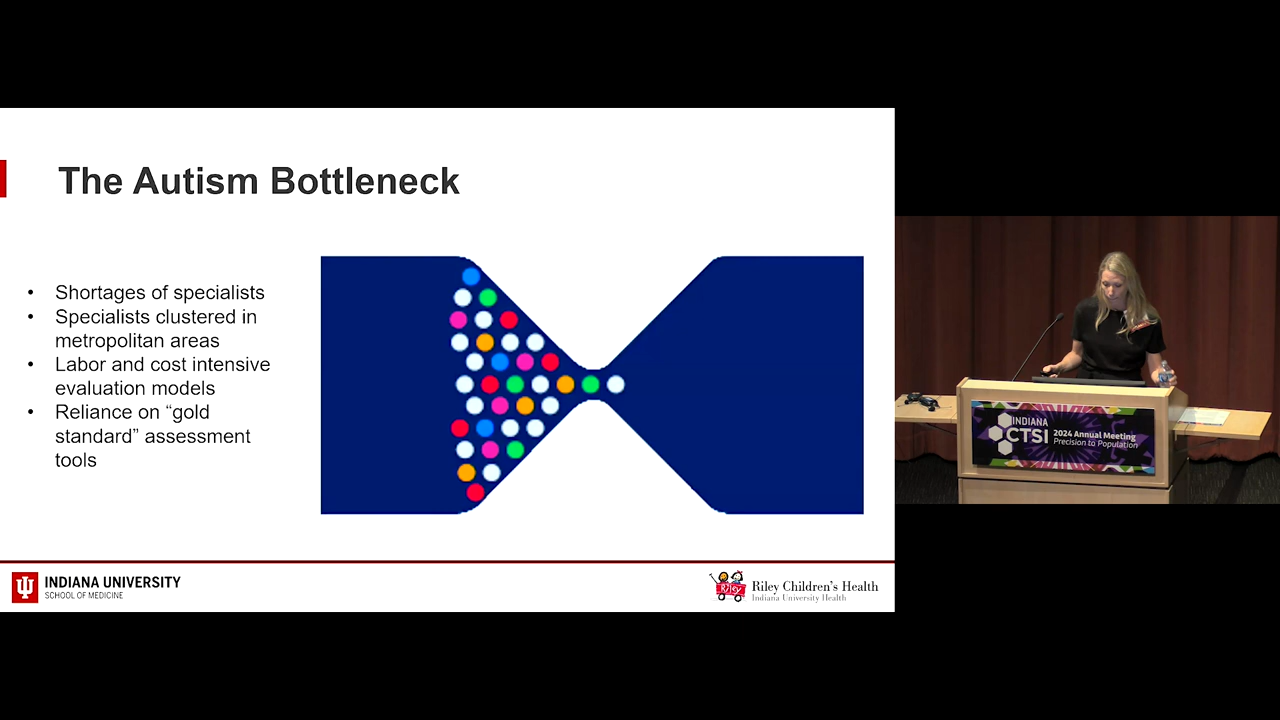 The Autism Bottleneck
• Shortages of specialists
• Specialists clustered in
metropolitan areas
• Labor and cost intensive
evaluation models
• Reliance on “gold
standard” assessment
tools
INDIANA UNIVERSITY
SCHOOL OF MEDICINE
Riley
Riley Children's Health
Indiana University Health
INDIANA
CTSI
2024 Annual Meeting
Precision to Population